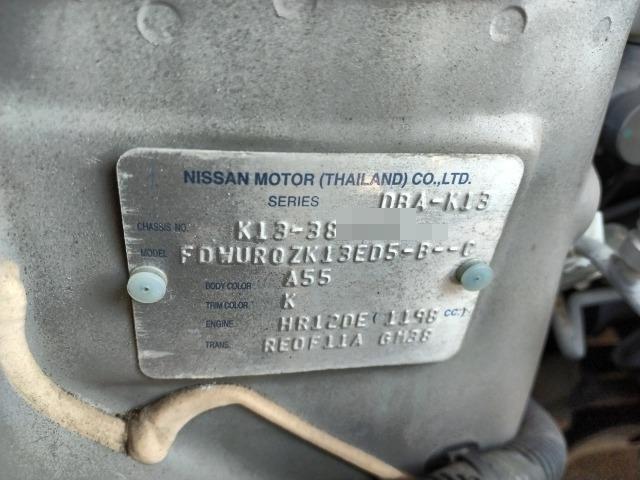 NISSAN MOTOR (THAILAND) CO.,LTD.
SERIES DBA-K13
CHASSIS NO. K13-38
MODEL FDWURQZK13ED5-B--C
BODY COLOR A55
TRIM COLOR K
ENGINE HR12DE (1198 CC.)
TRANS. RE0F11A GH38